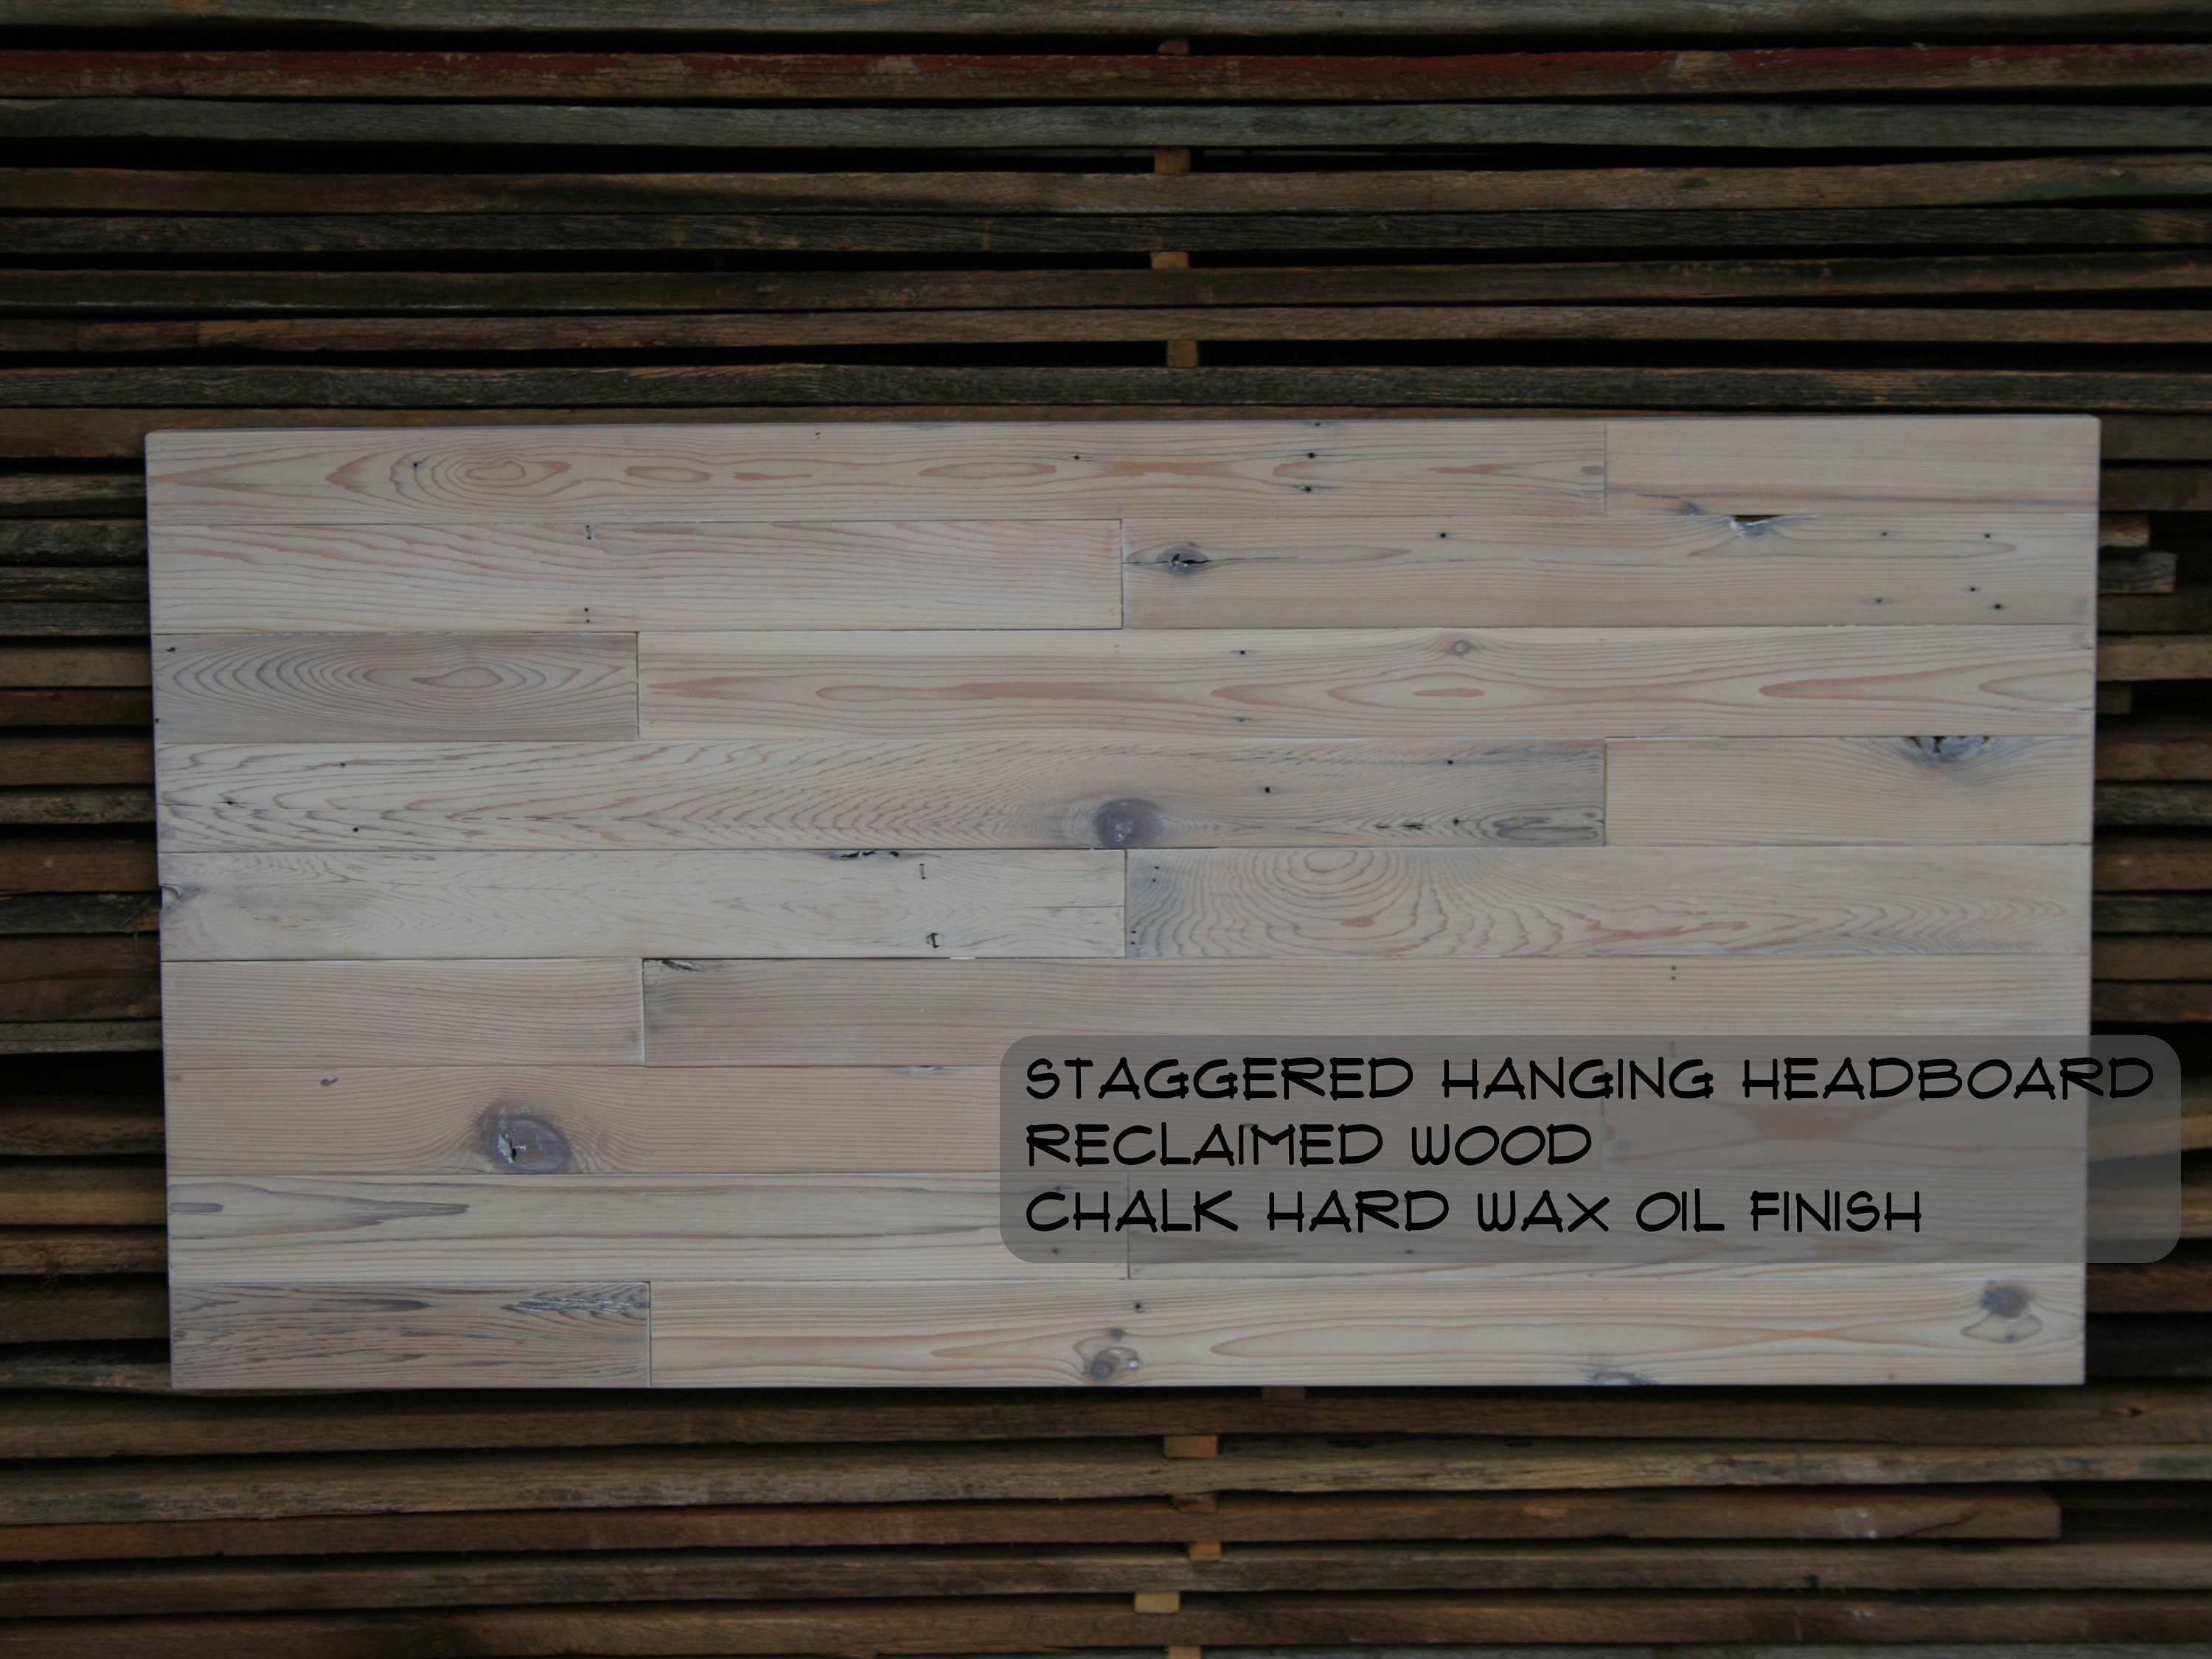 STAGGERED HANGING HEADBOARD
RECLAIMED WOOD
CHALK HARD WAX OIL FINISH